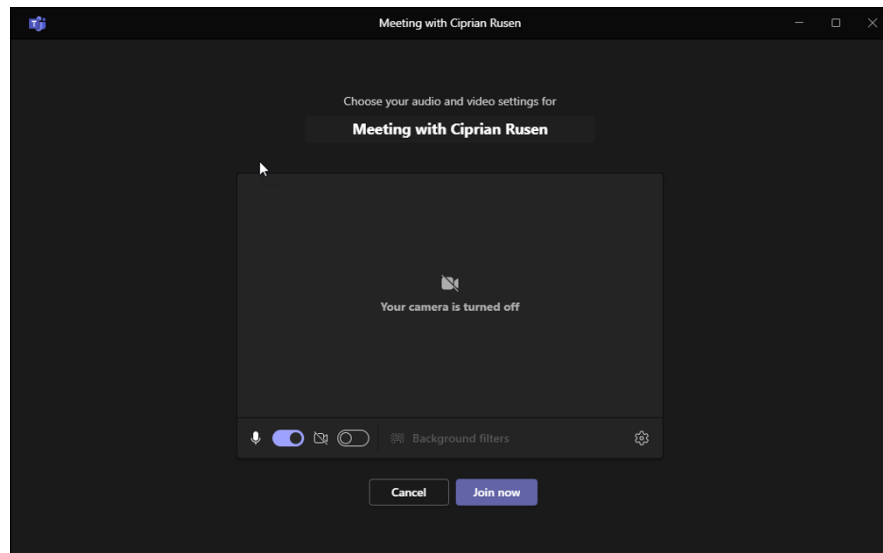 Meeting with Ciprian Rusen
Choose your audio and video settings for
Meeting with Ciprian Rusen
Your camera is turned off
Background filters
Cancel
Join now